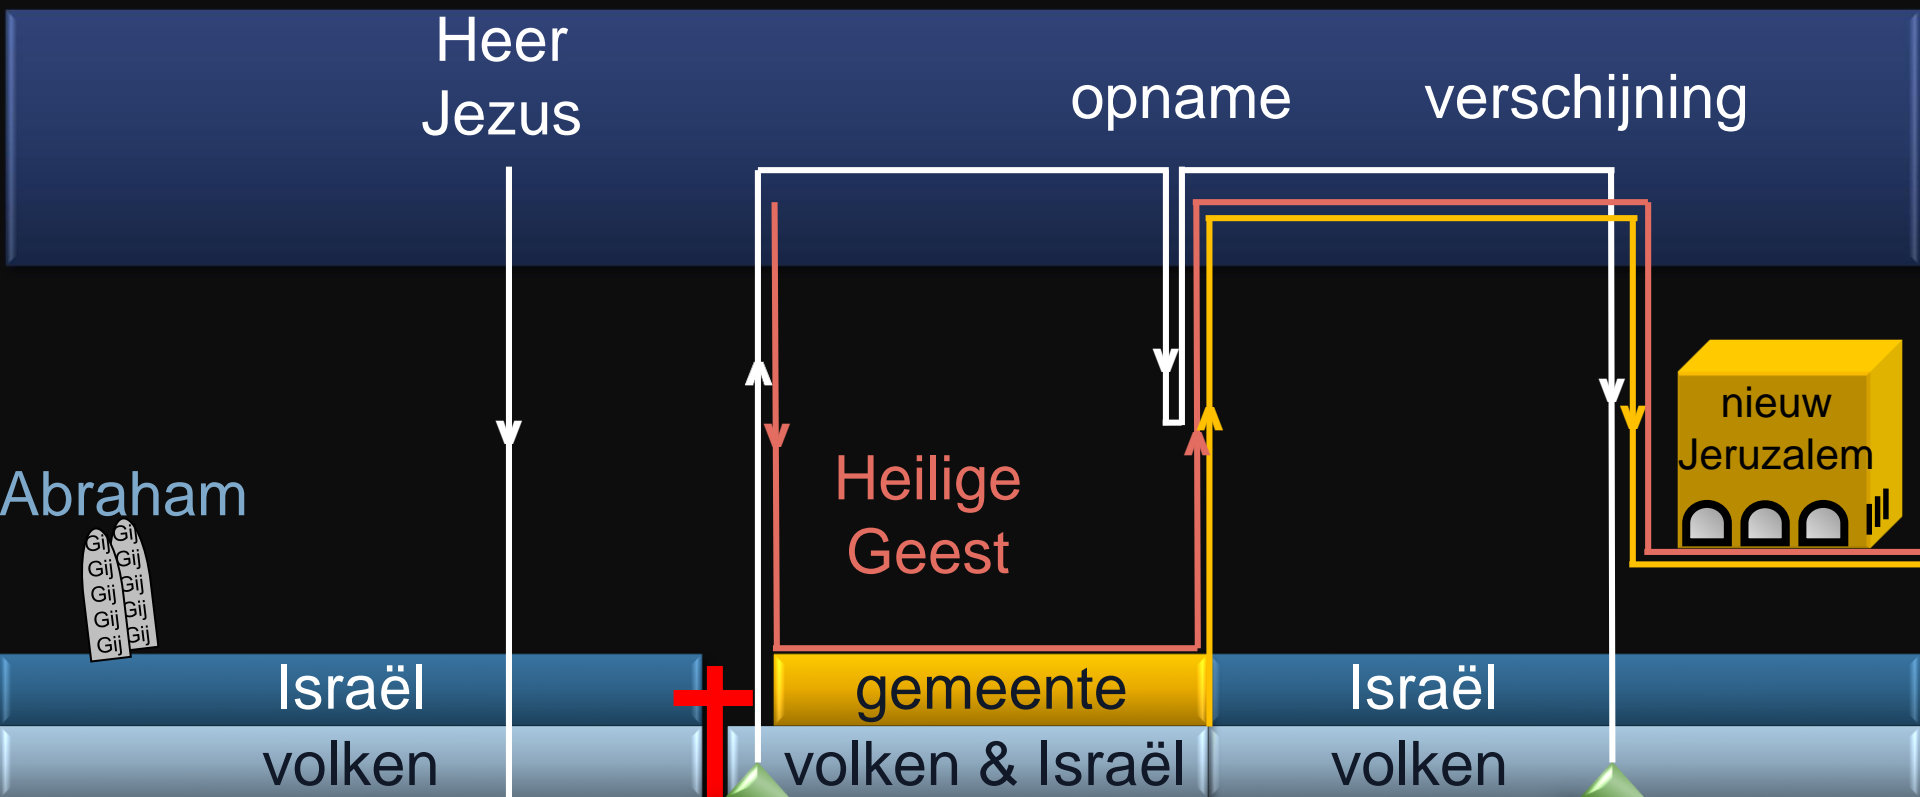 Heer
Jezus
opname
verschijning
nieuw
Jeruzalem
Heilige
Geest
Abraham
Gij
Gij
Gij
Gij
Gij
Gij
Gij
Gij
Gij
Gij
Israël
gemeente
Israël
volken
volken & Israël
volken